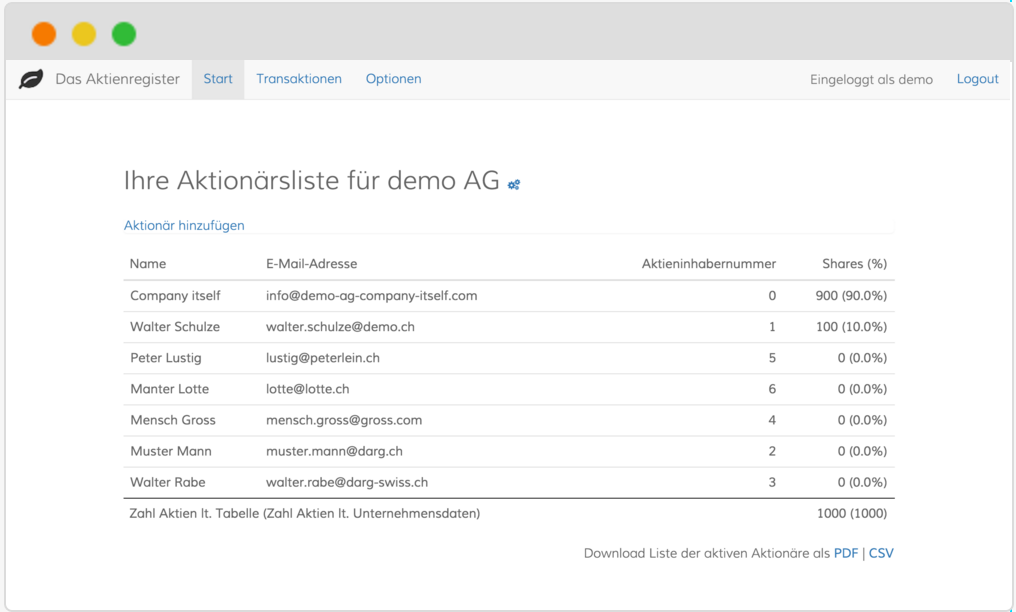 Das Aktienregister Start Transaktionen Optionen Eingeloggt als demo Logout
Ihre Aktionärsliste für demo AG
Aktionär hinzufügen
Name E-Mail-Adresse Aktieninhabernummer Shares (%)
Company itself info@demo-ag-company-itself.com 0 900 (90.0%)
Walter Schulze walter.schulze@demo.ch 1 100 (10.0%)
Peter Lustig lustig@peterlein.ch 5 0 (0.0%)
Manter Lotte lotte@lotte.ch 6 0 (0.0%)
Mensch Gross mensch.gross@gross.com 4 0 (0.0%)
Muster Mann muster.mann@darg.ch 2 0 (0.0%)
Walter Rabe walter.rabe@darg-swiss.ch 3 0 (0.0%)
Zahl Aktien lt. Tabelle (Zahl Aktien lt. Unternehmensdaten) 1000 (1000)
Download Liste der aktiven Aktionäre als PDF | CSV